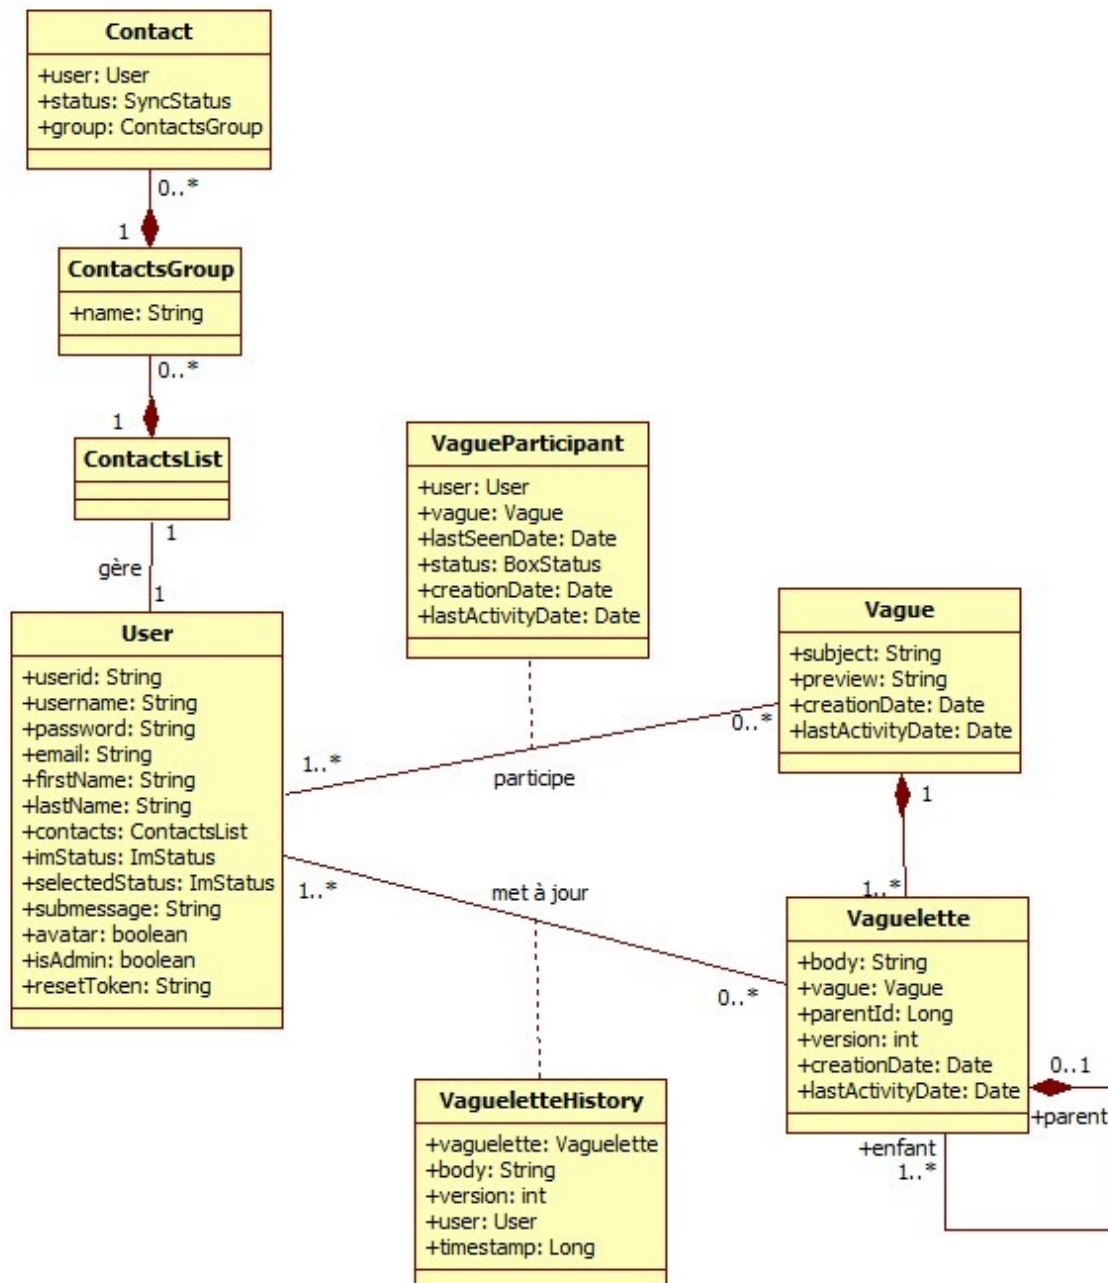 Contact
+user: User
+status: SyncStatus
+group: ContactsGroup
0..*
1
ContactsGroup
+name: String
0..*
1
ContactsList
1
gère
1
User
+userid: String
+username: String
+password: String
+email: String
+firstName: String
+lastName: String
+contacts: ContactsList
+imStatus: ImStatus
+selectedStatus: ImStatus
+submessage: String
+avatar: boolean
+isAdmin: boolean
+resetToken: String
VagueParticipant
+user: User
+vague: Vague
+lastSeenDate: Date
+status: BoxStatus
+creationDate: Date
+lastActivityDate: Date
1..*
participe
0..*
Vague
+subject: String
+preview: String
+creationDate: Date
+lastActivityDate: Date
1
1..*
1..*
met à jour
0..*
Vaguelette
+body: String
+vague: Vague
+parentId: Long
+version: int
+creationDate: Date
+lastActivityDate: Date
0..1
+parent
+enfant
1..*
VagueletteHistory
+vaguelette: Vaguelette
+body: String
+version: int
+user: User
+timestamp: Long